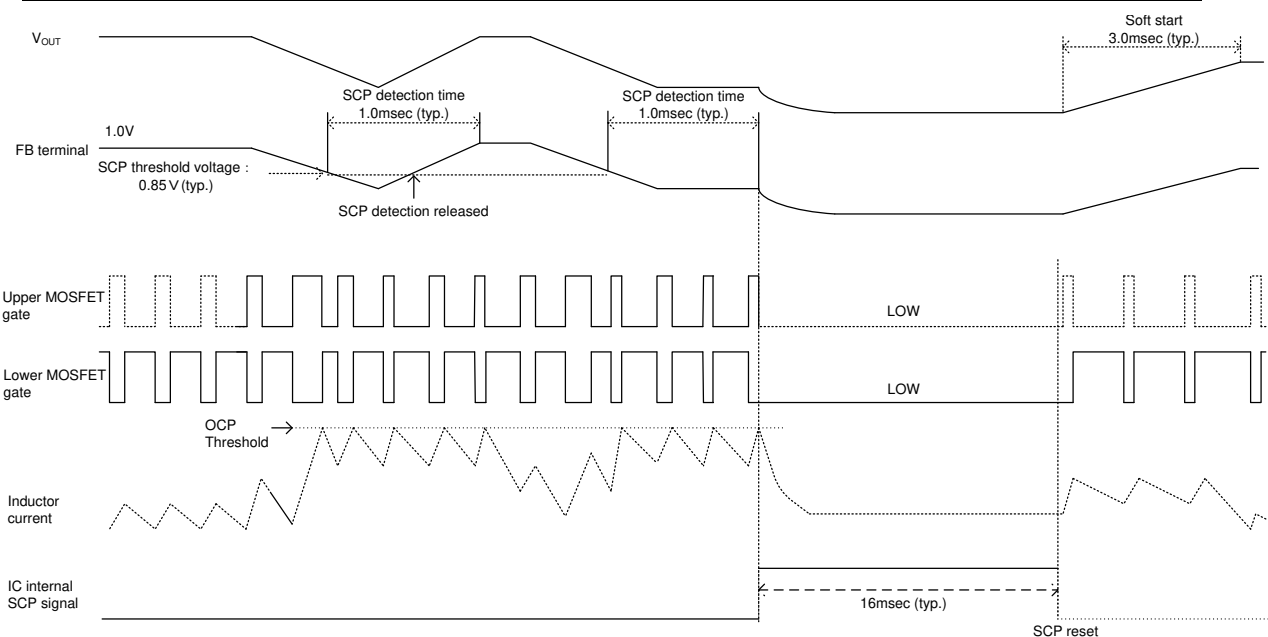 Soft start
3.0msec (typ.)
VOUT
SCP detection time
1.0msec (typ.)
SCP detection time
1.0msec (typ.)
1.0V
FB terminal
SCP threshold voltage :
0.85V(typ.)
SCP detection released
Upper MOSFET
gate
LOW
Lower MOSFET
gate
LOW
OCP
Threshold
Inductor
current
IC internal
SCP signal
16msec (typ.)
SCP reset